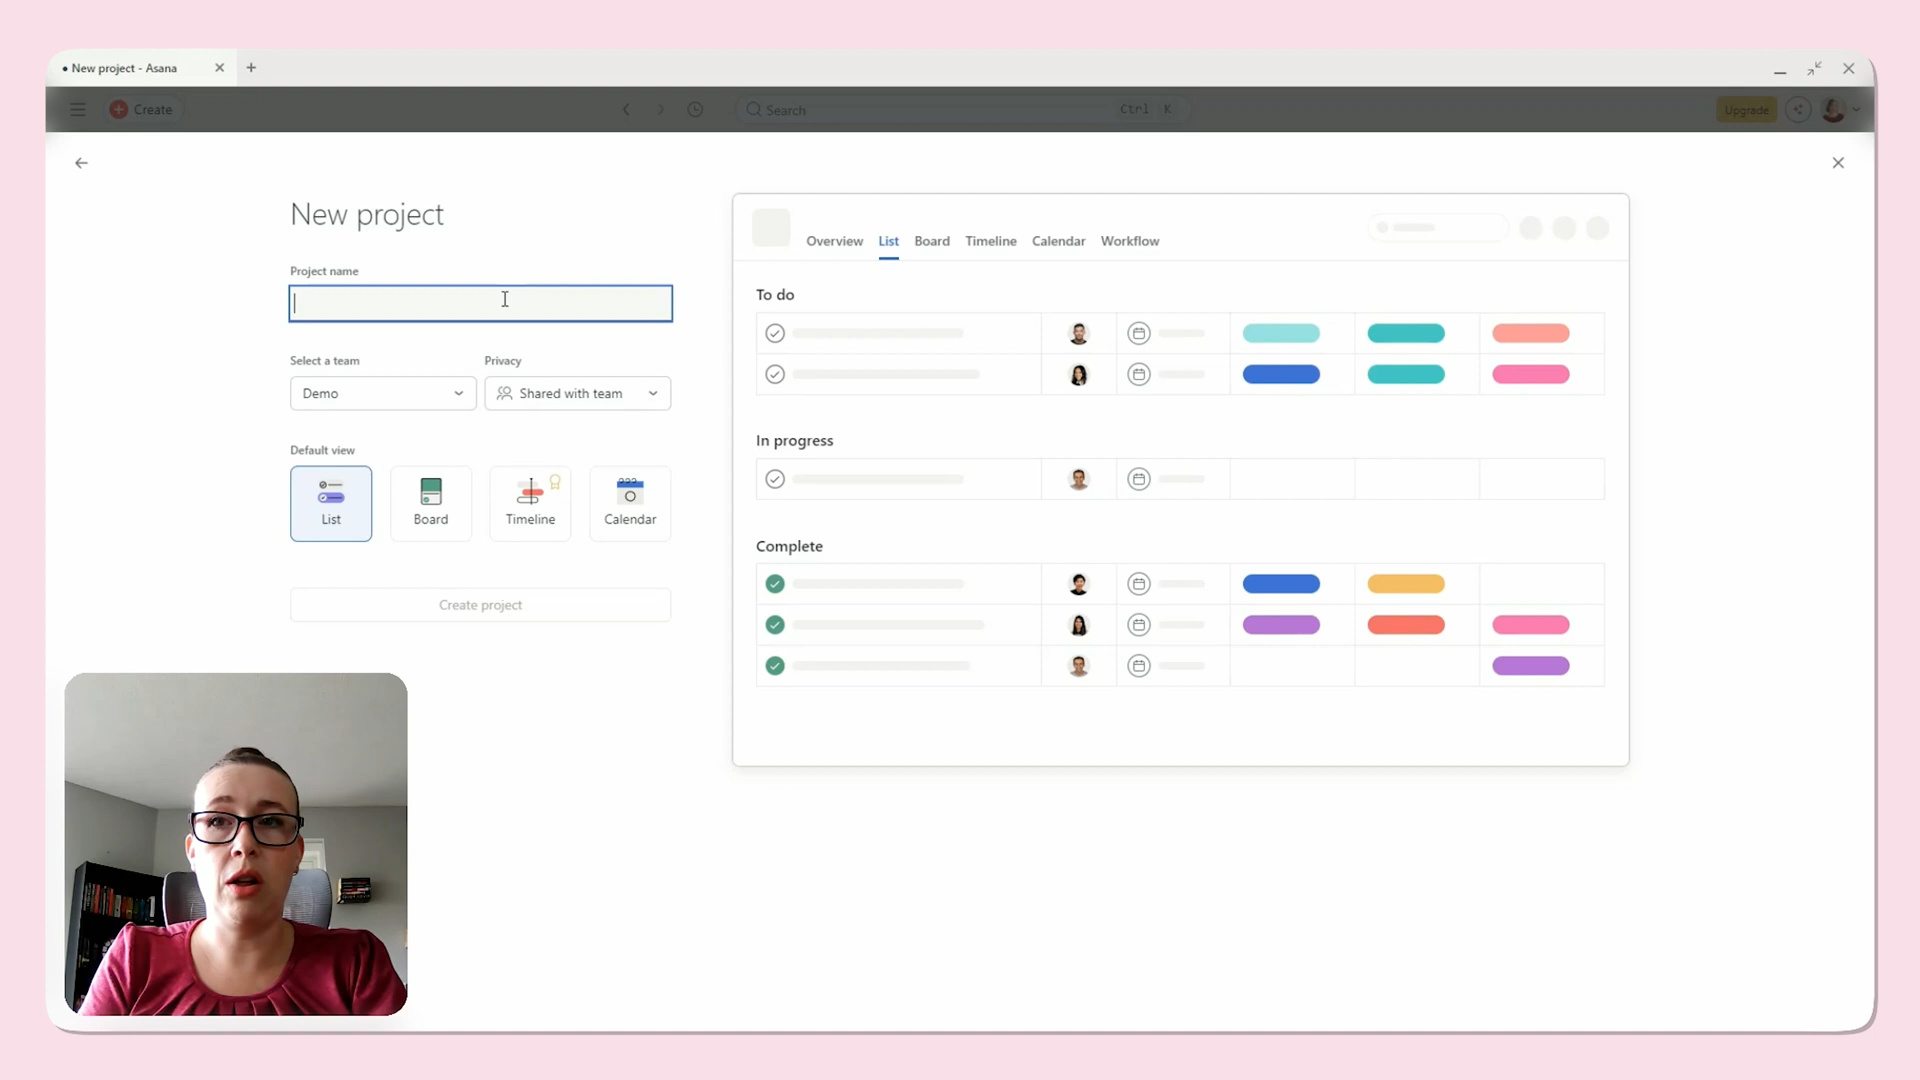 New project - Asana
Create
Search
Ctrl K
Upgrade
New project
Project name
Select a team
Privacy
Demo
Shared with team
Default view
List
Board
Timeline
Calendar
Create project
Overview
List
Board
Timeline
Calendar
Workflow
To do
In progress
Complete